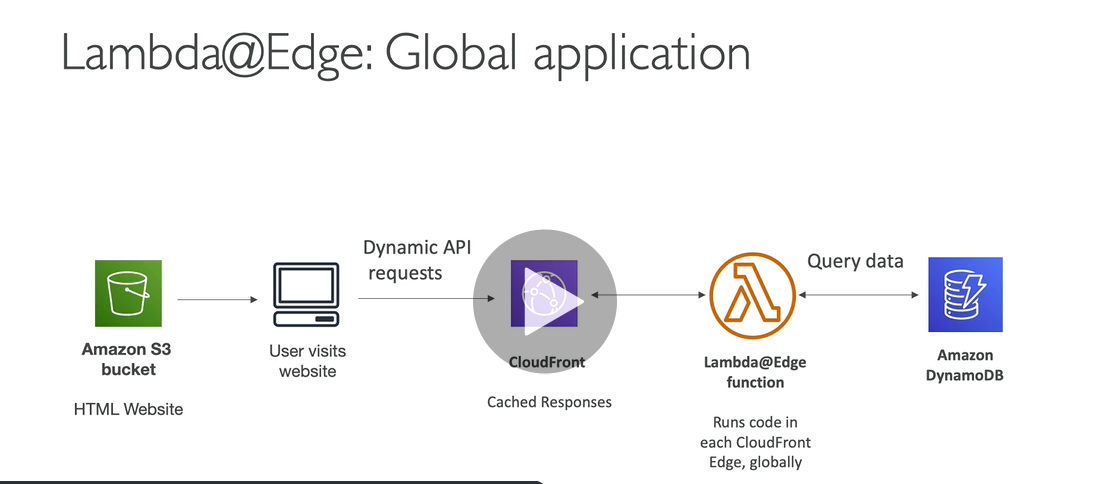 Lambda@Edge: Global application
Dynamic API
requests
Query data
Amazon S3
bucket
HTML Website
User visits
website
CloudFront
Cached Responses
Lambda@Edge
function
Runs code in
each CloudFront
Edge, globally
Amazon
DynamoDB